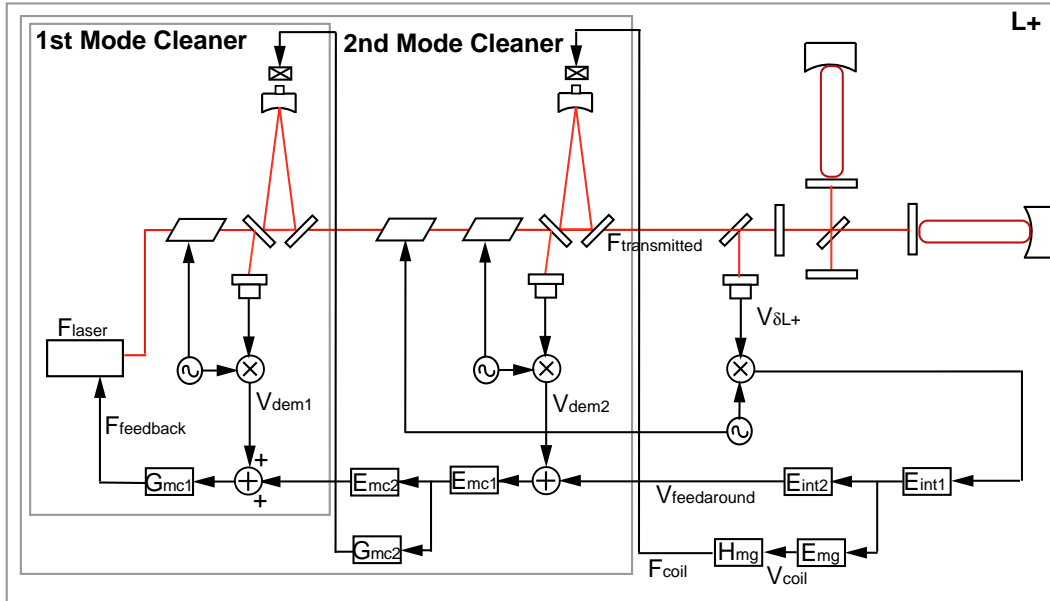 L+
1st Mode Cleaner
2nd Mode Cleaner
Ftransmitted
Flaser
VδL+
Vdem1
Vdem2
Ffeedback
+
Gmc1
Emc2
Emc1
Eint2
Eint1
+
Vfeedaround
Gmc2
Hmg
Emg
Fcoil
Vcoil